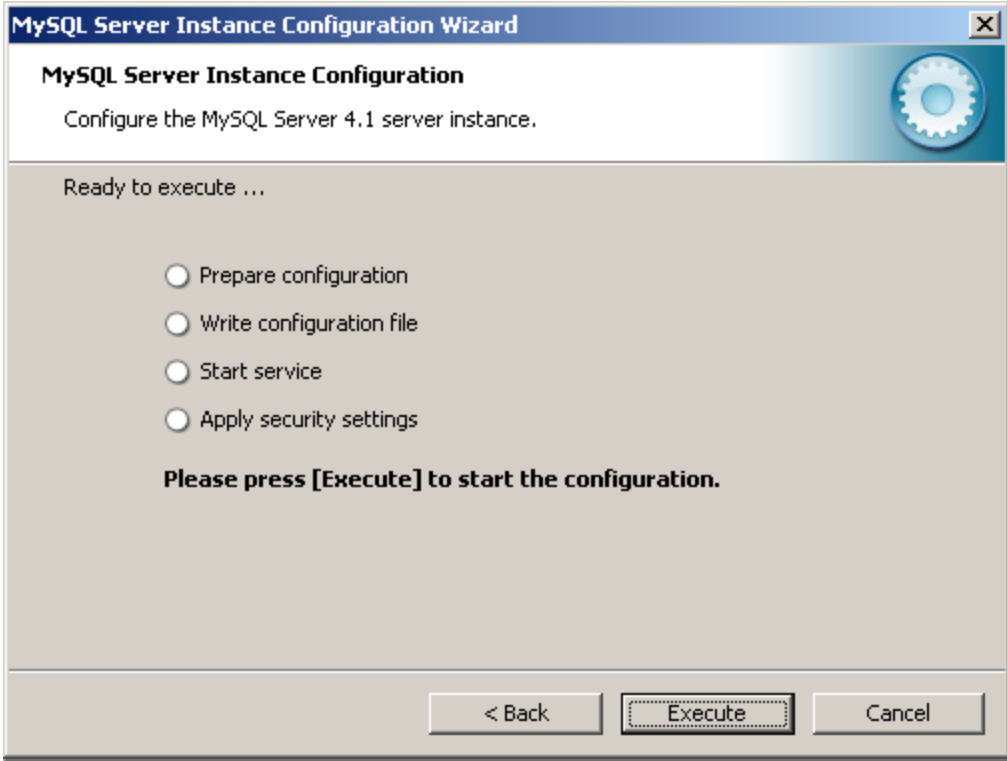 MySQL Server Instance Configuration Wizard
MySQL Server Instance Configuration
Configure the MySQL Server 4.1 server instance.
Ready to execute ...
Prepare configuration
Write configuration file
Start service
Apply security settings
Please press [Execute] to start the configuration.
< Back Execute Cancel